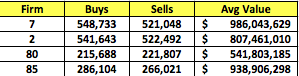 Firm Buys Sells Avg Value
7 548,733 521,048 $ 986,043,629
2 541,643 522,492 $ 807,461,010
80 215,688 221,807 $ 541,803,185
85 286,104 266,021 $ 938,906,298